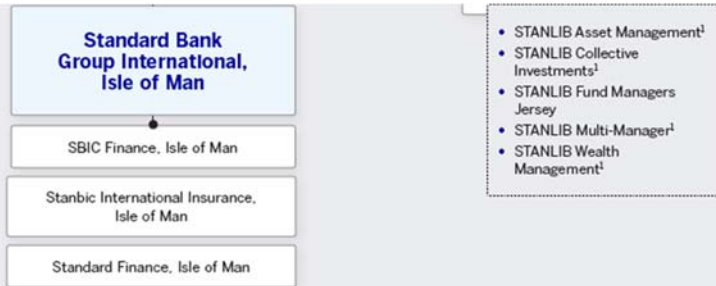 Standard Bank
Group International,
Isle of Man
SBIC Finance, Isle of Man
Stanbic International Insurance,
Isle of Man
Standard Finance, Isle of Man
• STANLIB Asset Management¹
• STANLIB Collective
Investments¹
• STANLIB Fund Managers
Jersey
• STANLIB Multi-Manager¹
• STANLIB Wealth
Management¹